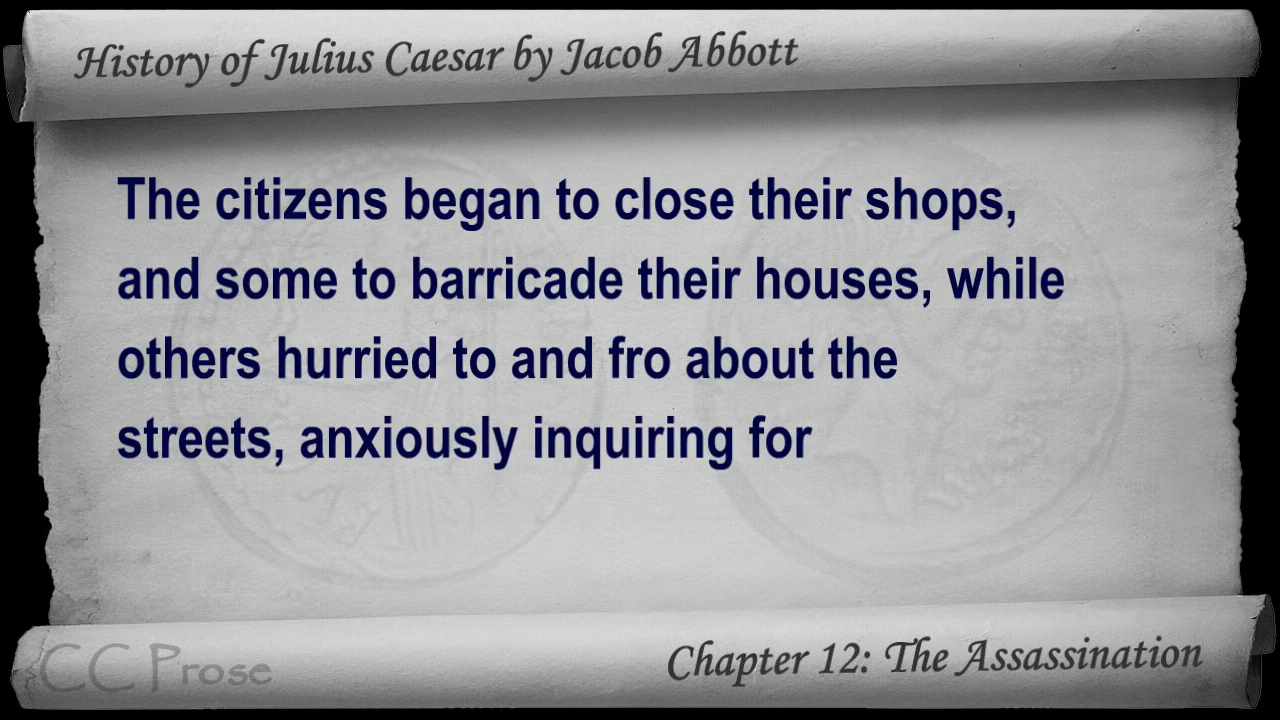 History of Julius Caesar by Jacob Abbott
The citizens began to close their shops,
and some to barricade their houses, while
others hurried to and fro about the
streets, anxiously inquiring for
CC Prose
Chapter 12: The Assassination